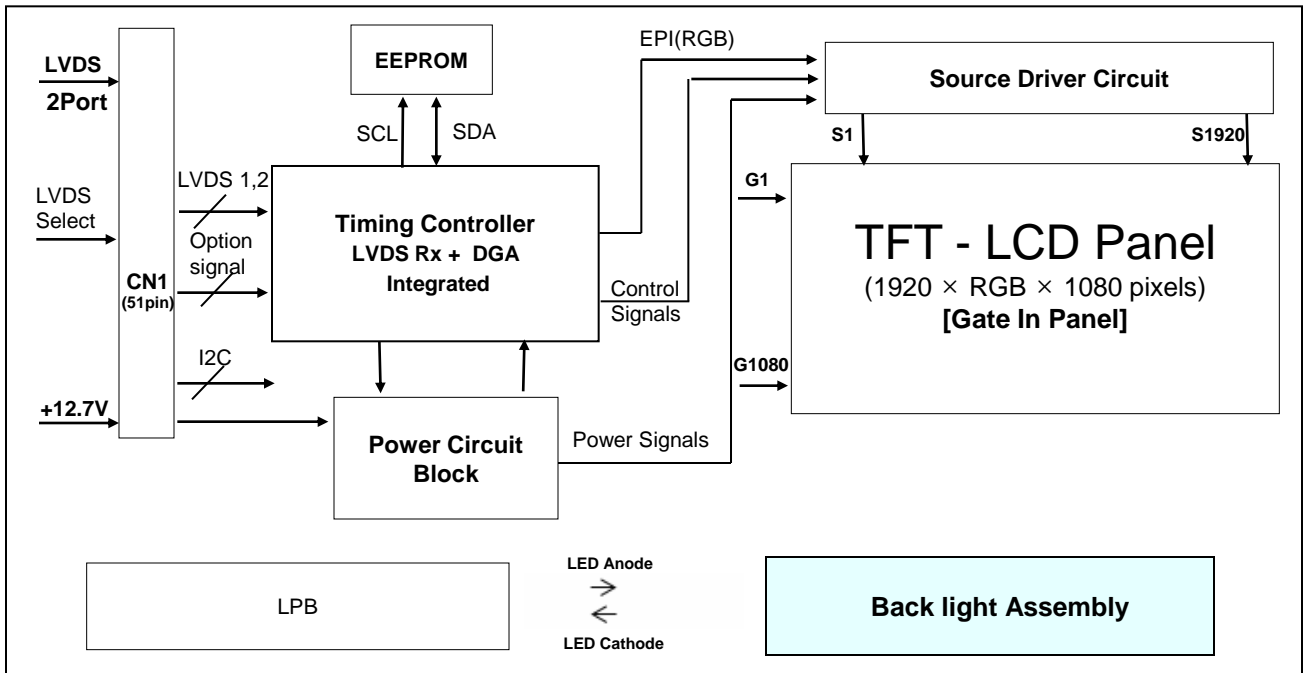 LVDS
2Port
LVDS
Select
+12.7V
CN1
(51pin)
LVDS 1,2
Option
signal
I2C
EEPROM
SCL
SDA
Timing Controller
LVDS Rx + DGA
Integrated
Power Circuit
Block
EPI(RGB)
Control
Signals
Power Signals
Source Driver Circuit
S1
S1920
G1
G1080
TFT - LCD Panel
(1920 × RGB × 1080 pixels)
[Gate In Panel]
LPB
LED Anode
LED Cathode
Back light Assembly